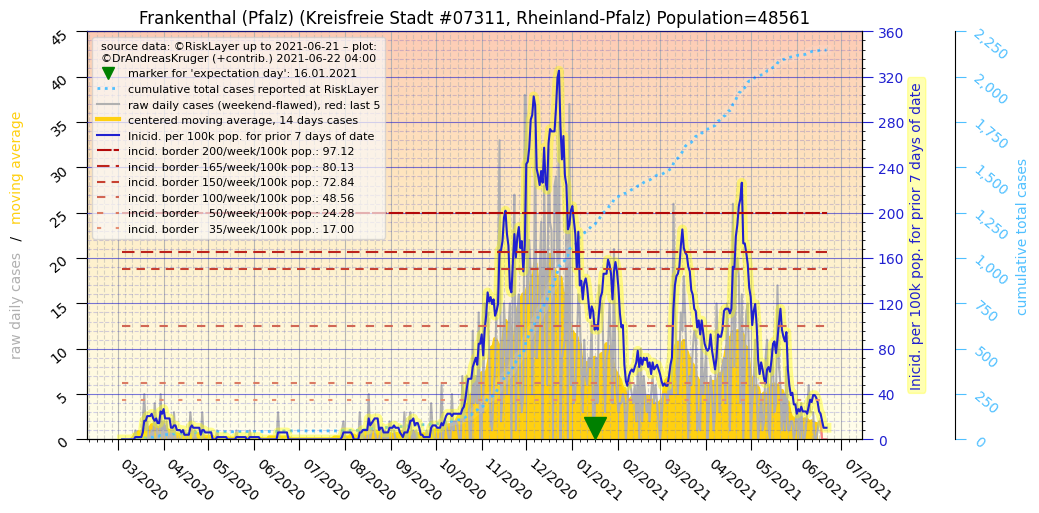 Frankenthal (Pfalz) (Kreisfreie Stadt #07311, Rheinland-Pfalz) Population=48561
source data: ©RiskLayer up to 2021-06-21 – plot:
©DrAndreasKruger (+contrib.) 2021-06-22 04:00
marker for 'expectation day': 16.01.2021
cumulative total cases reported at RiskLayer
raw daily cases (weekend-flawed), red: last 5
centered moving average, 14 days cases
Inicid. per 100k pop. for prior 7 days of date
incid. border 200/week/100k pop.: 97.12
incid. border 165/week/100k pop.: 80.13
incid. border 150/week/100k pop.: 72.84
incid. border 100/week/100k pop.: 48.56
incid. border   50/week/100k pop.: 24.28
incid. border   35/week/100k pop.: 17.00
raw daily cases  /  moving average
45
40
35
30
25
20
15
10
5
0
03/2020
04/2020
05/2020
06/2020
07/2020
08/2020
09/2020
10/2020
11/2020
12/2020
01/2021
02/2021
03/2021
04/2021
05/2021
06/2021
07/2021
360
320
280
240
200
160
120
80
40
0
Inicid. per 100k pop. for prior 7 days of date
2,250
2,000
1,750
1,500
1,250
1,000
750
500
250
0
cumulative total cases